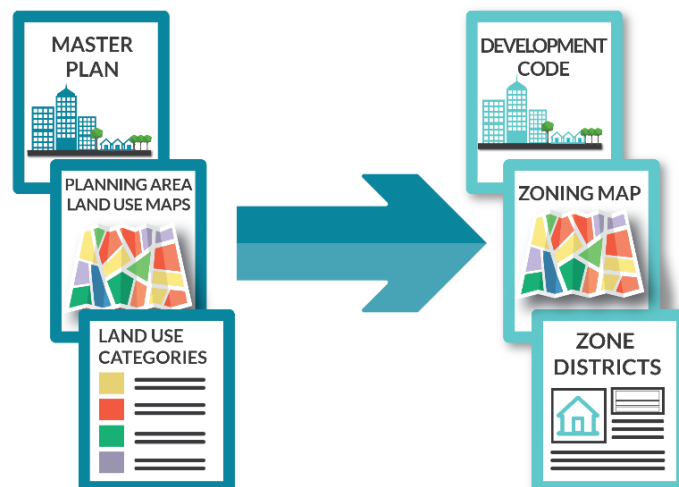 MASTER
PLAN
PLANNING AREA
LAND USE MAPS
LAND USE
CATEGORIES
DEVELOPMENT
CODE
ZONING MAP
ZONE
DISTRICTS